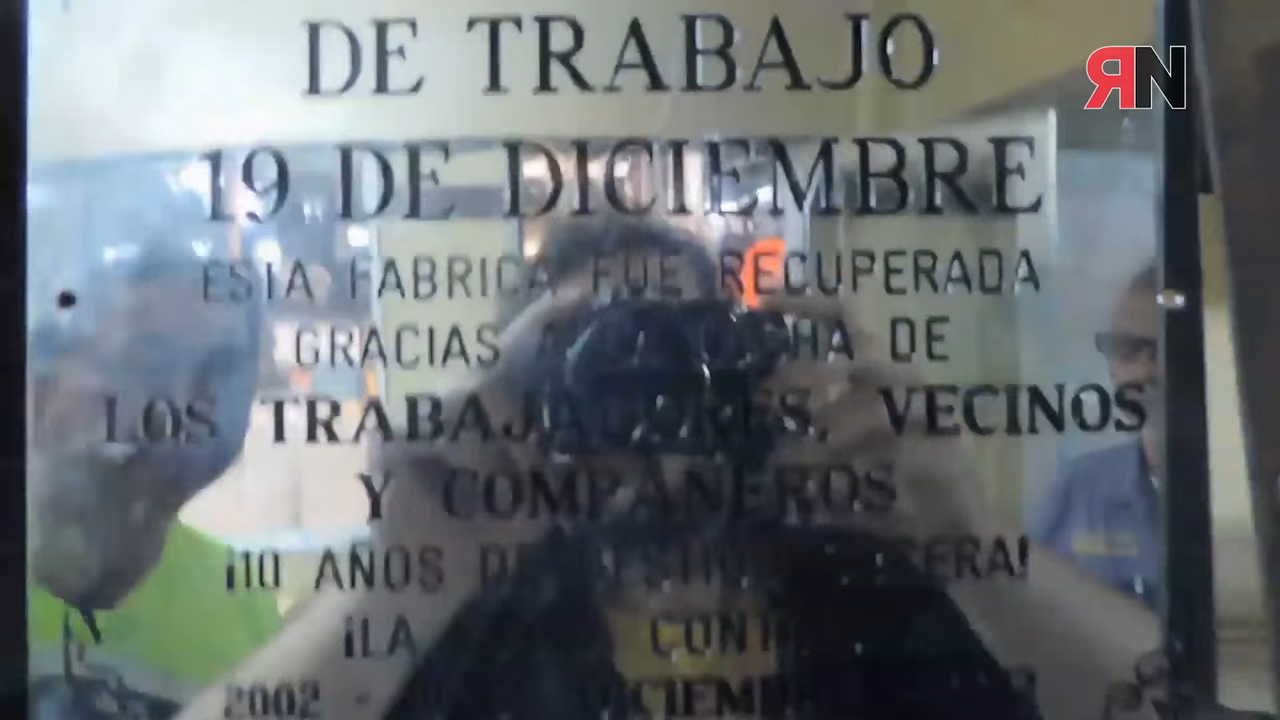 DE TRABAJO
RN
19 DE DICIEMBRE
ESTA FABRICA FUE RECUPERADA
GRACIAS A LA LUCHA DE
LOS TRABAJADORES, VECINOS
Y COMPAÑEROS
¡10 AÑOS DE GESTION OBRERA!
¡LA CONTI
2002 - DICIEMB